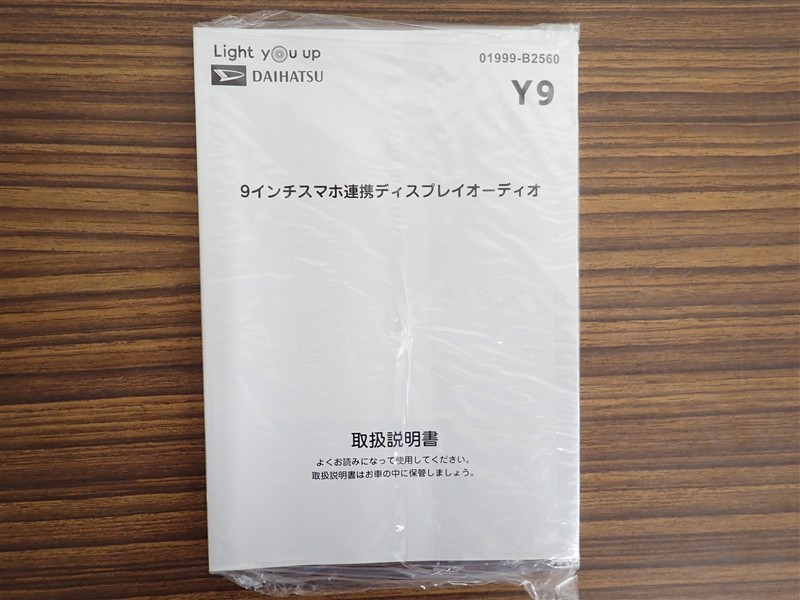 Light you up
DAIHATSU
01999-B2560
Y9
9インチスマホ連携ディスプレイオーディオ
取扱説明書
よくお読みになって使用してください。
取扱説明書はお車の中に保管しましょう。